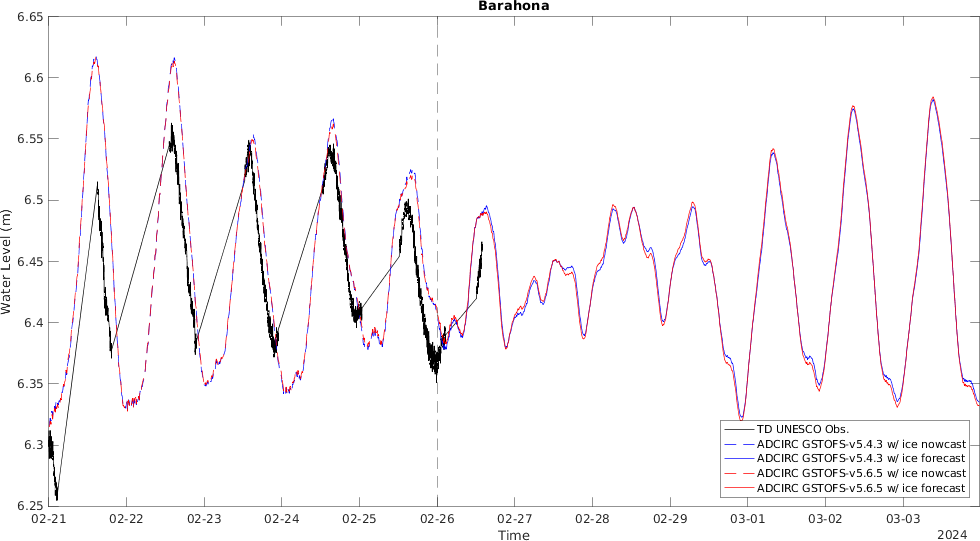 Barahona
6.65
6.6
6.55
6.5
6.45
6.4
6.35
6.3
6.25
Water Level (m)
TD UNESCO Obs.
ADCIRC GSTOFS-v5.4.3 w/ ice nowcast
ADCIRC GSTOFS-v5.4.3 w/ ice forecast
ADCIRC GSTOFS-v5.6.5 w/ ice nowcast
ADCIRC GSTOFS-v5.6.5 w/ ice forecast
02-21 02-22 02-23 02-24 02-25 02-26 02-27 02-28 02-29 03-01 03-02 03-03
Time
2024